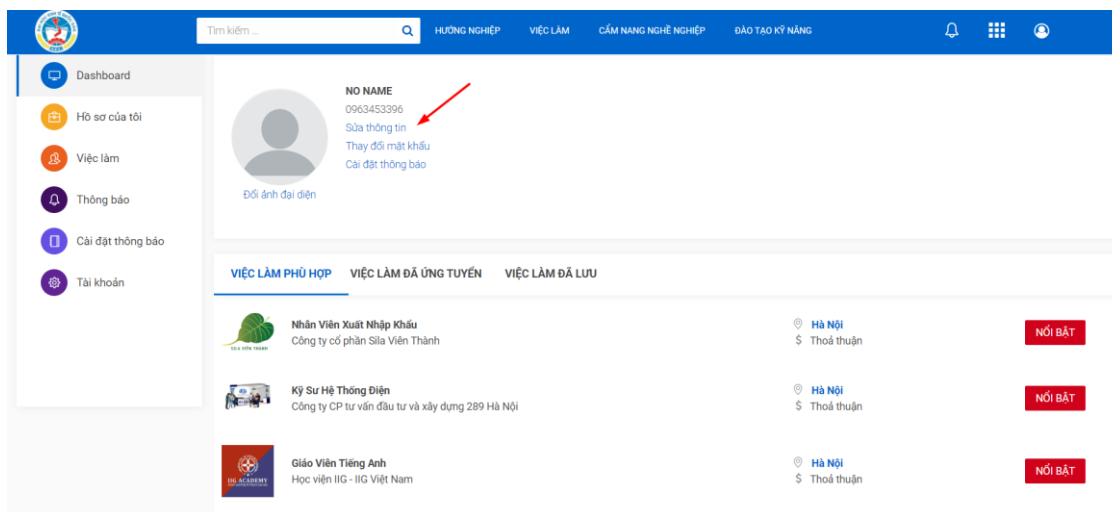 Tìm kiếm ...
HƯỚNG NGHIỆP
VIỆC LÀM
CẨM NANG NGHỀ NGHIỆP
ĐÀO TẠO KỸ NĂNG
Dashboard
Hồ sơ của tôi
Việc làm
Thông báo
Cài đặt thông báo
Tài khoản
NO NAME
0963453396
Sửa thông tin
Thay đổi mật khẩu
Cài đặt thông báo
Đổi ảnh đại diện
VIỆC LÀM PHÙ HỢP
VIỆC LÀM ĐÃ ỨNG TUYỂN
VIỆC LÀM ĐÃ LƯU
SILA VIÊN THÀNH
Nhân Viên Xuất Nhập Khẩu
Công ty cổ phần Sila Viên Thành
Hà Nội
$ Thoả thuận
NỔI BẬT
Kỹ Sư Hệ Thống Điện
Công ty CP tư vấn đầu tư và xây dựng 289 Hà Nội
Hà Nội
$ Thoả thuận
NỔI BẬT
IIG ACADEMY
Giáo Viên Tiếng Anh
Học viện IIG - IIG Việt Nam
Hà Nội
$ Thoả thuận
NỔI BẬT